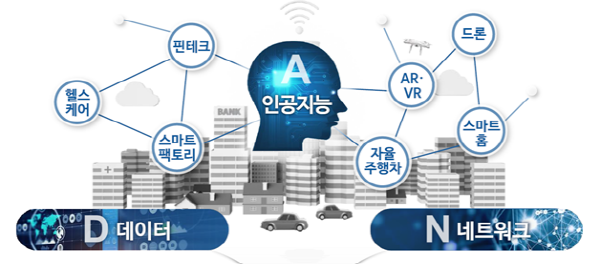 핀테크
헬스
케어
스마트
팩토리
A
인공지능
BANK
드론
AR·
VR
스마트
홈
자율
주행차
D 데이터
N 네트워크